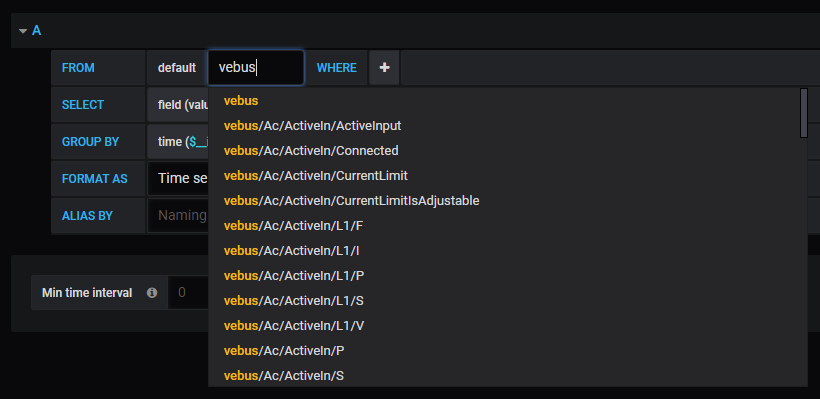 A
FROM default vebus WHERE +
vebus
SELECT field (valu
vebus/Ac/ActiveIn/ActiveInput
GROUP BY time ($__i
vebus/Ac/ActiveIn/Connected
FORMAT AS Time se
vebus/Ac/ActiveIn/CurrentLimit
ALIAS BY Naming
vebus/Ac/ActiveIn/CurrentLimitIsAdjustable
vebus/Ac/ActiveIn/L1/F
vebus/Ac/ActiveIn/L1/I
vebus/Ac/ActiveIn/L1/P
Min time interval 0
vebus/Ac/ActiveIn/L1/S
vebus/Ac/ActiveIn/L1/V
vebus/Ac/ActiveIn/P
vebus/Ac/ActiveIn/S